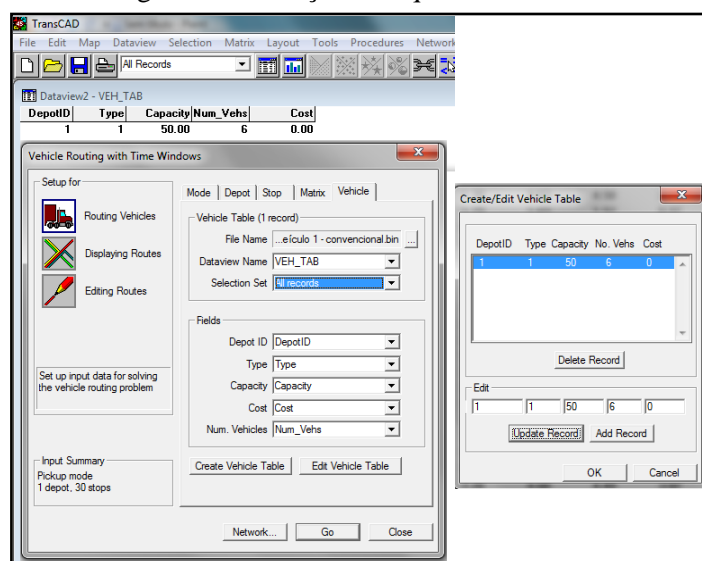 TransCAD
File Edit Map Dataview Selection Matrix Layout Tools Procedures Network
All Records
Dataview2 - VEH_TAB
DepotID Type Capacity Num_Vehs Cost
1 1 50.00 6 0.00
Vehicle Routing with Time Windows
Setup for
Routing Vehicles
Displaying Routes
Editing Routes
Set up input data for solving
the vehicle routing problem
Input Summary
Pickup mode
1 depot, 30 stops
Mode Depot Stop Matrix Vehicle
Vehicle Table (1 record)
File Name ...eículo 1 - convencional.bin ...
Dataview Name VEH_TAB
Selection Set All records
Fields
Depot ID DepotID
Type Type
Capacity Capacity
Cost Cost
Num. Vehicles Num_Vehs
Create Vehicle Table Edit Vehicle Table
Network... Go Close
Create/Edit Vehicle Table
DepotID Type Capacity No. Vehs Cost
1 1 50 6 0
Delete Record
Edit
1 1 50 6 0
Update Record Add Record
OK Cancel